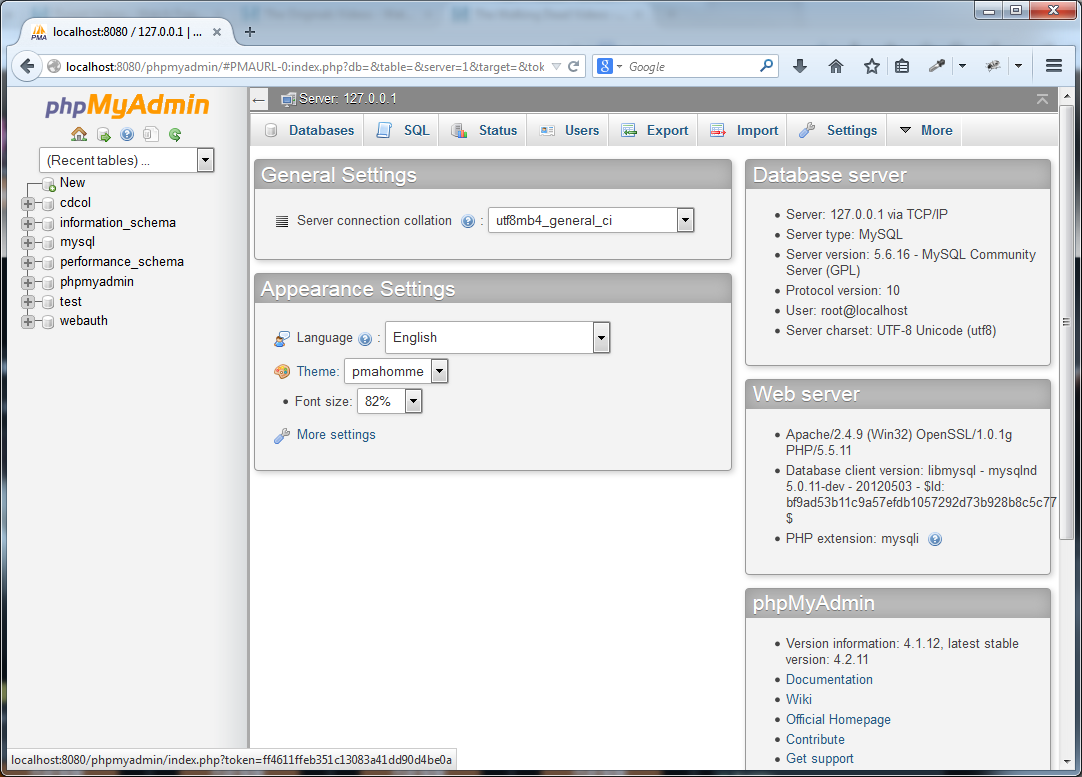 localhost:8080 / 127.0.0.1 | ...
localhost:8080/phpmyadmin/#PMAURL-0:index.php?db=&table=&server=1&target=&tok
Google
phpMyAdmin
(Recent tables) ...
New
cdcol
information_schema
mysql
performance_schema
phpmyadmin
test
webauth
Server: 127.0.0.1
Databases
SQL
Status
Users
Export
Import
Settings
More
General Settings
Server connection collation :
utf8mb4_general_ci
Appearance Settings
Language :
English
Theme: pmahomme
Font size: 82%
More settings
Database server
Server: 127.0.0.1 via TCP/IP
Server type: MySQL
Server version: 5.6.16 - MySQL Community
Server (GPL)
Protocol version: 10
User: root@localhost
Server charset: UTF-8 Unicode (utf8)
Web server
Apache/2.4.9 (Win32) OpenSSL/1.0.1g
PHP/5.5.11
Database client version: libmysql - mysqlnd
5.0.11-dev - 20120503 - $Id:
bf9ad53b11c9a57efdb1057292d73b928b8c5c77
$
PHP extension: mysqli
phpMyAdmin
Version information: 4.1.12, latest stable
version: 4.2.11
Documentation
Wiki
Official Homepage
Contribute
Get support
localhost:8080/phpmyadmin/index.php?token=ff4611ffeb351c13083a41dd90d4be0a